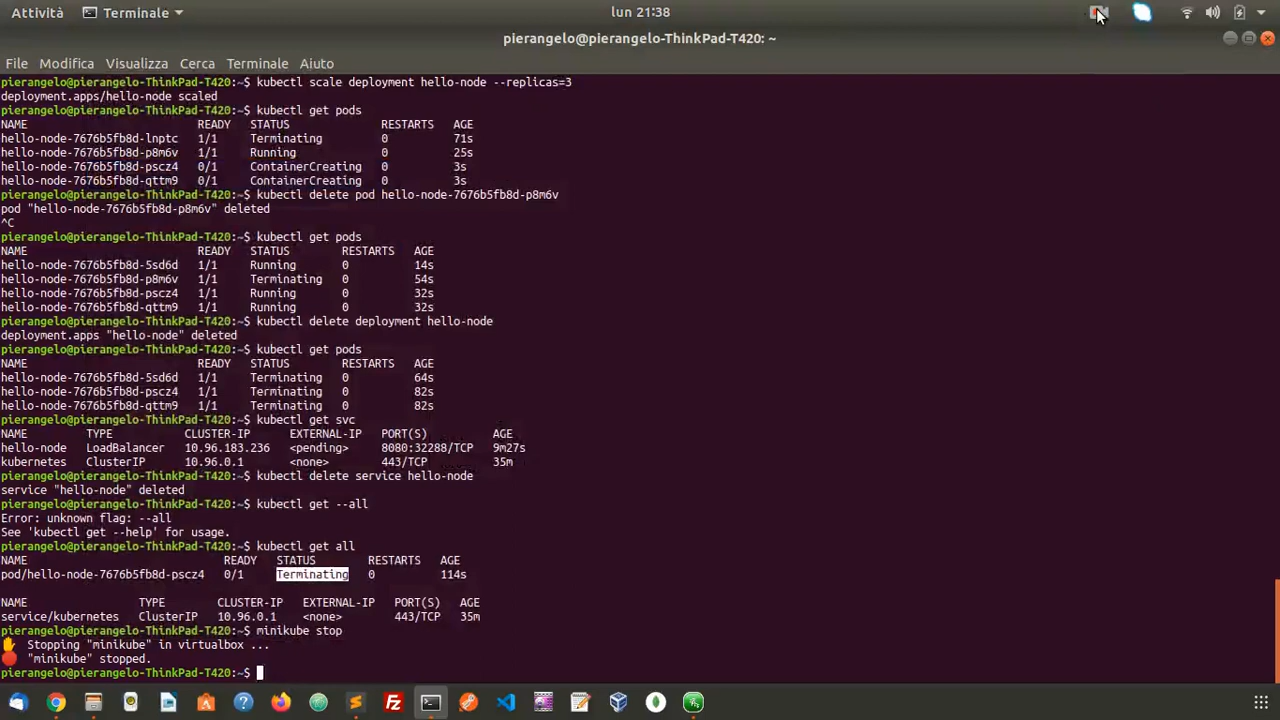 Attività Terminale lun 21:38
pierangelo@pierangelo-ThinkPad-T420: ~
File Modifica Visualizza Cerca Terminale Aiuto
pierangelo@pierangelo-ThinkPad-T420:~$ kubectl scale deployment hello-node --replicas=3
deployment.apps/hello-node scaled
pierangelo@pierangelo-ThinkPad-T420:~$ kubectl get pods
NAME READY STATUS RESTARTS AGE
hello-node-7676b5fb8d-lnptc 1/1 Terminating 0 71s
hello-node-7676b5fb8d-p8m6v 1/1 Running 0 25s
hello-node-7676b5fb8d-pscz4 0/1 ContainerCreating 0 3s
hello-node-7676b5fb8d-qttm9 0/1 ContainerCreating 0 3s
pierangelo@pierangelo-ThinkPad-T420:~$ kubectl delete pod hello-node-7676b5fb8d-p8m6v
pod "hello-node-7676b5fb8d-p8m6v" deleted
^C
pierangelo@pierangelo-ThinkPad-T420:~$ kubectl get pods
NAME READY STATUS RESTARTS AGE
hello-node-7676b5fb8d-5sd6d 1/1 Running 0 14s
hello-node-7676b5fb8d-p8m6v 1/1 Terminating 0 54s
hello-node-7676b5fb8d-pscz4 1/1 Running 0 32s
hello-node-7676b5fb8d-qttm9 1/1 Running 0 32s
pierangelo@pierangelo-ThinkPad-T420:~$ kubectl delete deployment hello-node
deployment.apps "hello-node" deleted
pierangelo@pierangelo-ThinkPad-T420:~$ kubectl get pods
NAME READY STATUS RESTARTS AGE
hello-node-7676b5fb8d-5sd6d 1/1 Terminating 0 64s
hello-node-7676b5fb8d-pscz4 1/1 Terminating 0 82s
hello-node-7676b5fb8d-qttm9 1/1 Terminating 0 82s
pierangelo@pierangelo-ThinkPad-T420:~$ kubectl get svc
NAME TYPE CLUSTER-IP EXTERNAL-IP PORT(S) AGE
hello-node LoadBalancer 10.96.183.236 <pending> 8080:32288/TCP 9m27s
kubernetes ClusterIP 10.96.0.1 <none> 443/TCP 35m
pierangelo@pierangelo-ThinkPad-T420:~$ kubectl delete service hello-node
service "hello-node" deleted
pierangelo@pierangelo-ThinkPad-T420:~$ kubectl get --all
Error: unknown flag: --all
See 'kubectl get --help' for usage.
pierangelo@pierangelo-ThinkPad-T420:~$ kubectl get all
NAME READY STATUS RESTARTS AGE
pod/hello-node-7676b5fb8d-pscz4 0/1 Terminating 0 114s
NAME TYPE CLUSTER-IP EXTERNAL-IP PORT(S) AGE
service/kubernetes ClusterIP 10.96.0.1 <none> 443/TCP 35m
pierangelo@pierangelo-ThinkPad-T420:~$ minikube stop
Stopping "minikube" in virtualbox ...
"minikube" stopped.
pierangelo@pierangelo-ThinkPad-T420:~$